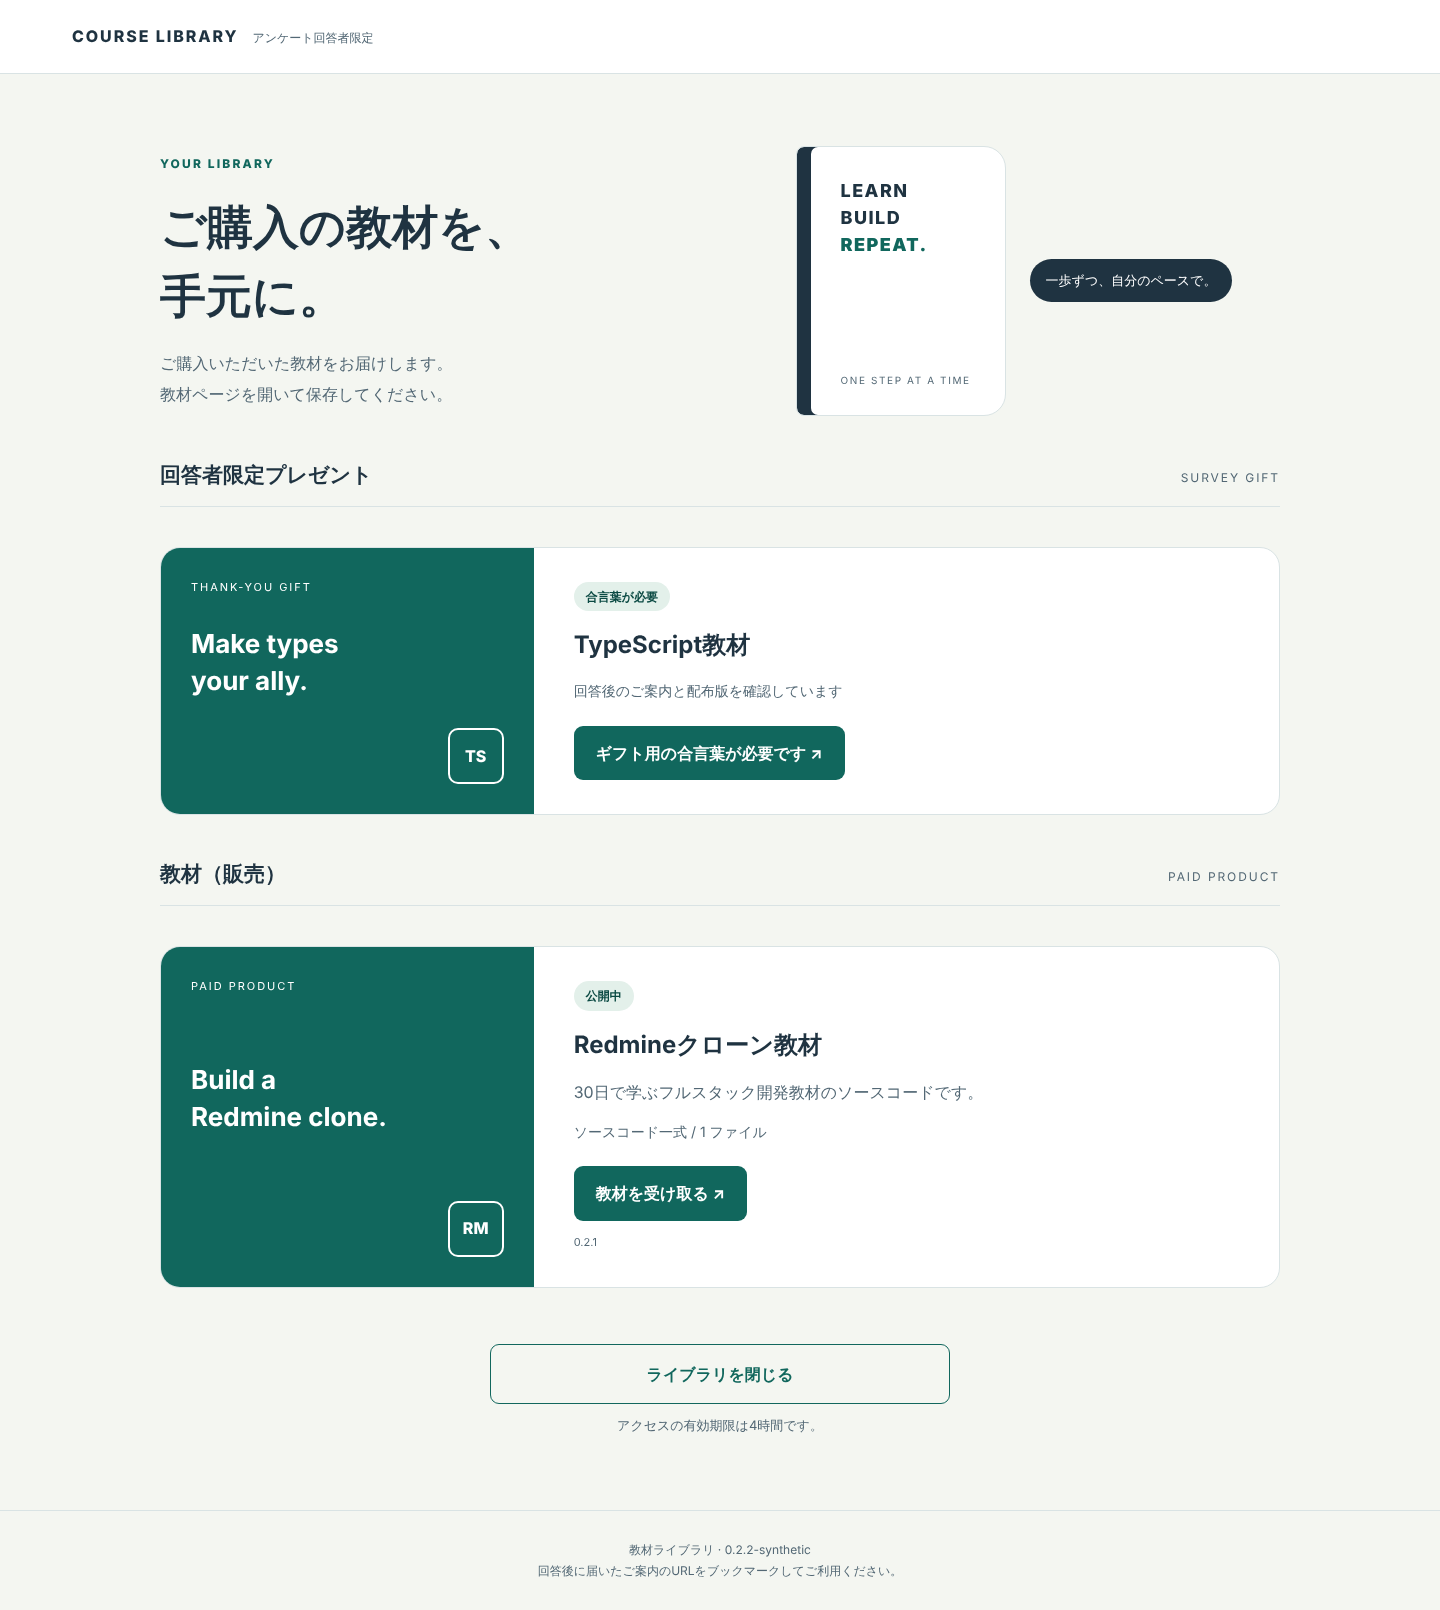 COURSE LIBRARY アンケート回答者限定
YOUR LIBRARY
ご購入の教材を、
手元に。
ご購入いただいた教材をお届けします。
教材ページを開いて保存してください。
LEARN
BUILD
REPEAT.
ONE STEP AT A TIME
一歩ずつ、自分のペースで。
回答者限定プレゼント
SURVEY GIFT
THANK-YOU GIFT
Make types
your ally.
TS
合言葉が必要
TypeScript教材
回答後のご案内と配布版を確認しています
ギフト用の合言葉が必要です ↗
教材（販売）
PAID PRODUCT
PAID PRODUCT
Build a
Redmine clone.
RM
公開中
Redmineクローン教材
30日で学ぶフルスタック開発教材のソースコードです。
ソースコード一式 / 1 ファイル
教材を受け取る ↗
0.2.1
ライブラリを閉じる
アクセスの有効期限は4時間です。
教材ライブラリ · 0.2.2-synthetic
回答後に届いたご案内のURLをブックマークしてご利用ください。